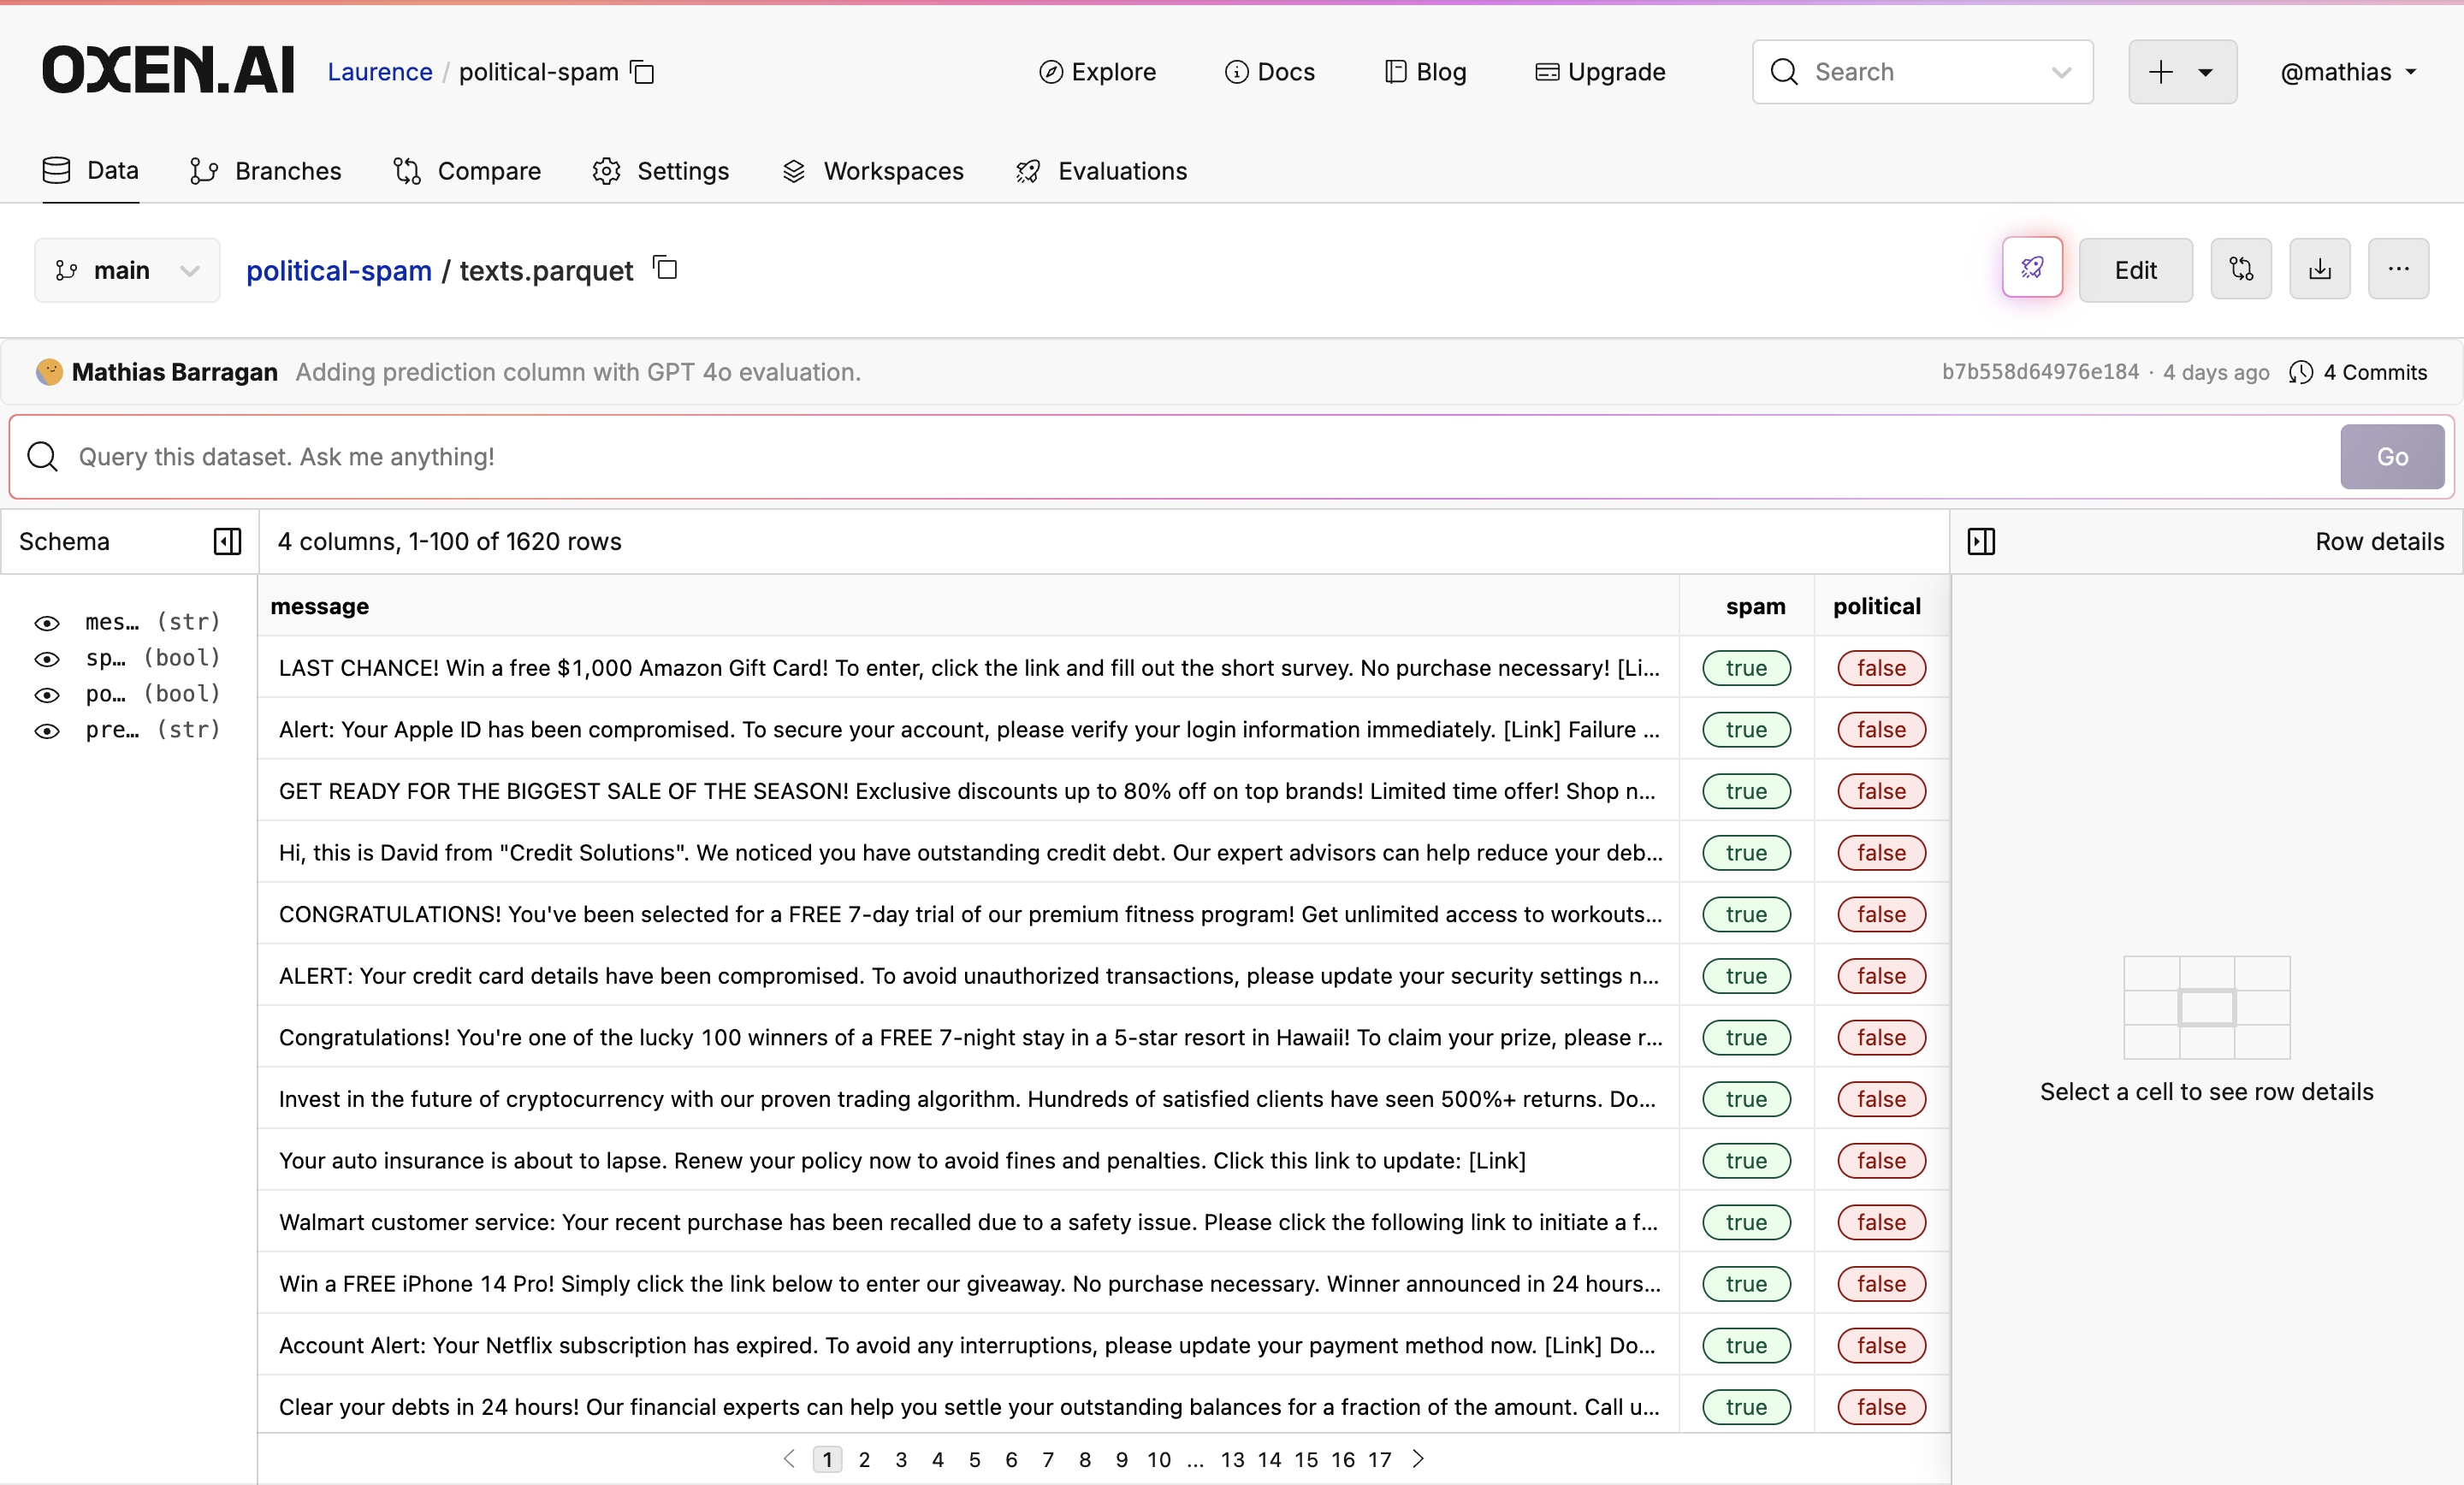 OXEN.AI Laurence / political-spam Explore Docs Blog Upgrade Search + @mathias
Data Branches Compare Settings Workspaces Evaluations
main political-spam / texts.parquet Edit ...
Mathias Barragan Adding prediction column with GPT 4o evaluation. b7b558d64976e184 · 4 days ago 4 Commits
Query this dataset. Ask me anything! Go
Schema 4 columns, 1-100 of 1620 rows Row details
mes... (str)
sp... (bool)
po... (bool)
pre... (str)
message spam political
LAST CHANCE! Win a free $1,000 Amazon Gift Card! To enter, click the link and fill out the short survey. No purchase necessary! [Li... true false
Alert: Your Apple ID has been compromised. To secure your account, please verify your login information immediately. [Link] Failure ... true false
GET READY FOR THE BIGGEST SALE OF THE SEASON! Exclusive discounts up to 80% off on top brands! Limited time offer! Shop n... true false
Hi, this is David from "Credit Solutions". We noticed you have outstanding credit debt. Our expert advisors can help reduce your deb... true false
CONGRATULATIONS! You've been selected for a FREE 7-day trial of our premium fitness program! Get unlimited access to workouts... true false
ALERT: Your credit card details have been compromised. To avoid unauthorized transactions, please update your security settings n... true false
Congratulations! You're one of the lucky 100 winners of a FREE 7-night stay in a 5-star resort in Hawaii! To claim your prize, please r... true false
Invest in the future of cryptocurrency with our proven trading algorithm. Hundreds of satisfied clients have seen 500%+ returns. Do... true false
Your auto insurance is about to lapse. Renew your policy now to avoid fines and penalties. Click this link to update: [Link] true false
Walmart customer service: Your recent purchase has been recalled due to a safety issue. Please click the following link to initiate a f... true false
Win a FREE iPhone 14 Pro! Simply click the link below to enter our giveaway. No purchase necessary. Winner announced in 24 hours... true false
Account Alert: Your Netflix subscription has expired. To avoid any interruptions, please update your payment method now. [Link] Do... true false
Clear your debts in 24 hours! Our financial experts can help you settle your outstanding balances for a fraction of the amount. Call u... true false
Select a cell to see row details
1 2 3 4 5 6 7 8 9 10 ... 13 14 15 16 17